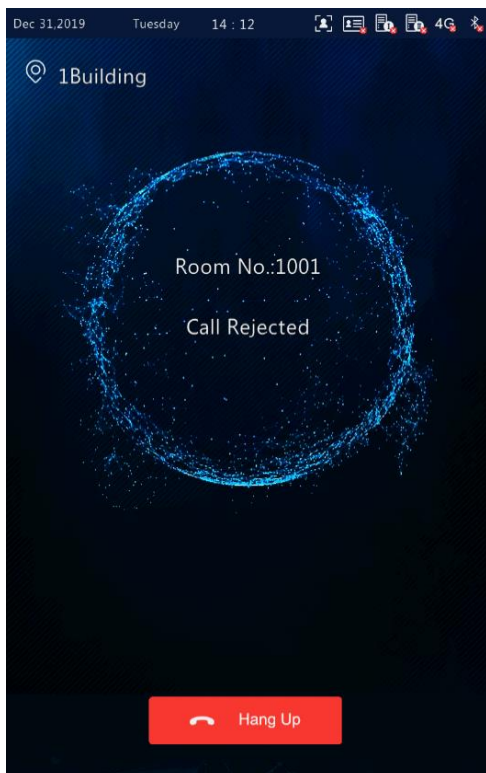 Dec 31,2019 Tuesday 14 : 12 4G
1Building
Room No.:1001
Call Rejected
Hang Up